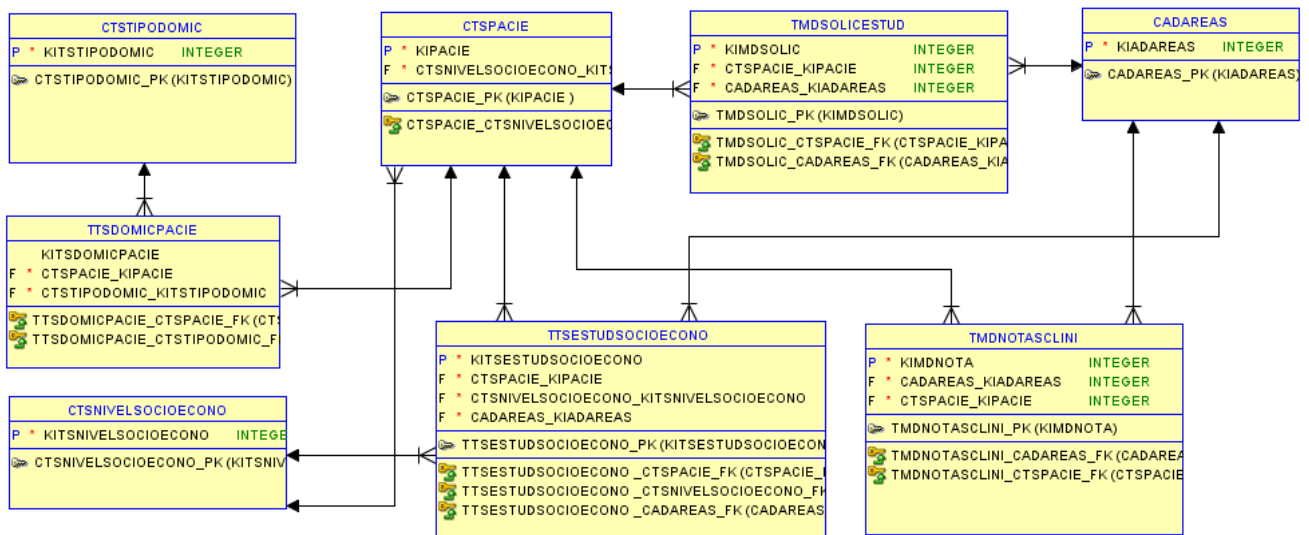 CTSTIPODOMIC
P * KITSTIPODOMIC INTEGER
CTSTIPODOMIC_PK (KITSTIPODOMIC)
CTSPACIE
P * KIPACIE
F * CTSNIVELSOCIOECONO_KITS
CTSPACIE_PK (KIPACIE )
CTSPACIE_CTSNIVELSOCIOEC
TMDSOLICESTUD
P * KIMDSOLIC INTEGER
F * CTSPACIE_KIPACIE INTEGER
F * CADAREAS_KIADAREAS INTEGER
TMDSOLIC_PK (KIMDSOLIC)
TMDSOLIC_CTSPACIE_FK (CTSPACIE_KIPA
TMDSOLIC_CADAREAS_FK (CADAREAS_KIA
CADAREAS
P * KIADAREAS INTEGER
CADAREAS_PK (KIADAREAS)
TTSDOMICPACIE
KITSDOMICPACIE
F * CTSPACIE_KIPACIE
F * CTSTIPODOMIC_KITSTIPODOMIC
TTSDOMICPACIE_CTSPACIE_FK (CTS
TTSDOMICPACIE_CTSTIPODOMIC_F
CTSNIVELSOCIOECONO
P * KITSNIVELSOCIOECONO INTEGE
CTSNIVELSOCIOECONO_PK (KITSNIV
TTSESTUDSOCIOECONO
P * KITSESTUDSOCIOECONO
F * CTSPACIE_KIPACIE
F * CTSNIVELSOCIOECONO_KITSNIVELSOCIOECONO
F * CADAREAS_KIADAREAS
TTSESTUDSOCIOECONO_PK (KITSESTUDSOCIOECON
TTSESTUDSOCIOECONO _CTSPACIE_FK (CTSPACIE_
TTSESTUDSOCIOECONO _CTSNIVELSOCIOECONO_FK
TTSESTUDSOCIOECONO _CADAREAS_FK (CADAREAS
TMDNOTASCLINI
P * KIMDNOTA INTEGER
F * CADAREAS_KIADAREAS INTEGER
F * CTSPACIE_KIPACIE INTEGER
TMDNOTASCLINI_PK (KIMDNOTA)
TMDNOTASCLINI_CADAREAS_FK (CADAREA
TMDNOTASCLINI_CTSPACIE_FK (CTSPACIE